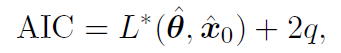 AIC = L*(θ̂, x̂₀) + 2q,